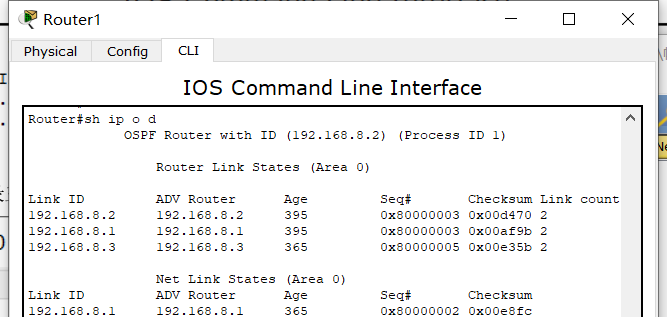 Router1
Physical Config CLI
IOS Command Line Interface
Router#sh ip o d
OSPF Router with ID (192.168.8.2) (Process ID 1)
Router Link States (Area 0)
Link ID ADV Router Age Seq# Checksum Link count
192.168.8.2 192.168.8.2 395 0x80000003 0x00d470 2
192.168.8.1 192.168.8.1 395 0x80000003 0x00af9b 2
192.168.8.3 192.168.8.3 365 0x80000005 0x00e35b 2
Net Link States (Area 0)
Link ID ADV Router Age Seq# Checksum
192.168.8.1 192.168.8.1 365 0x80000002 0x00e8fc